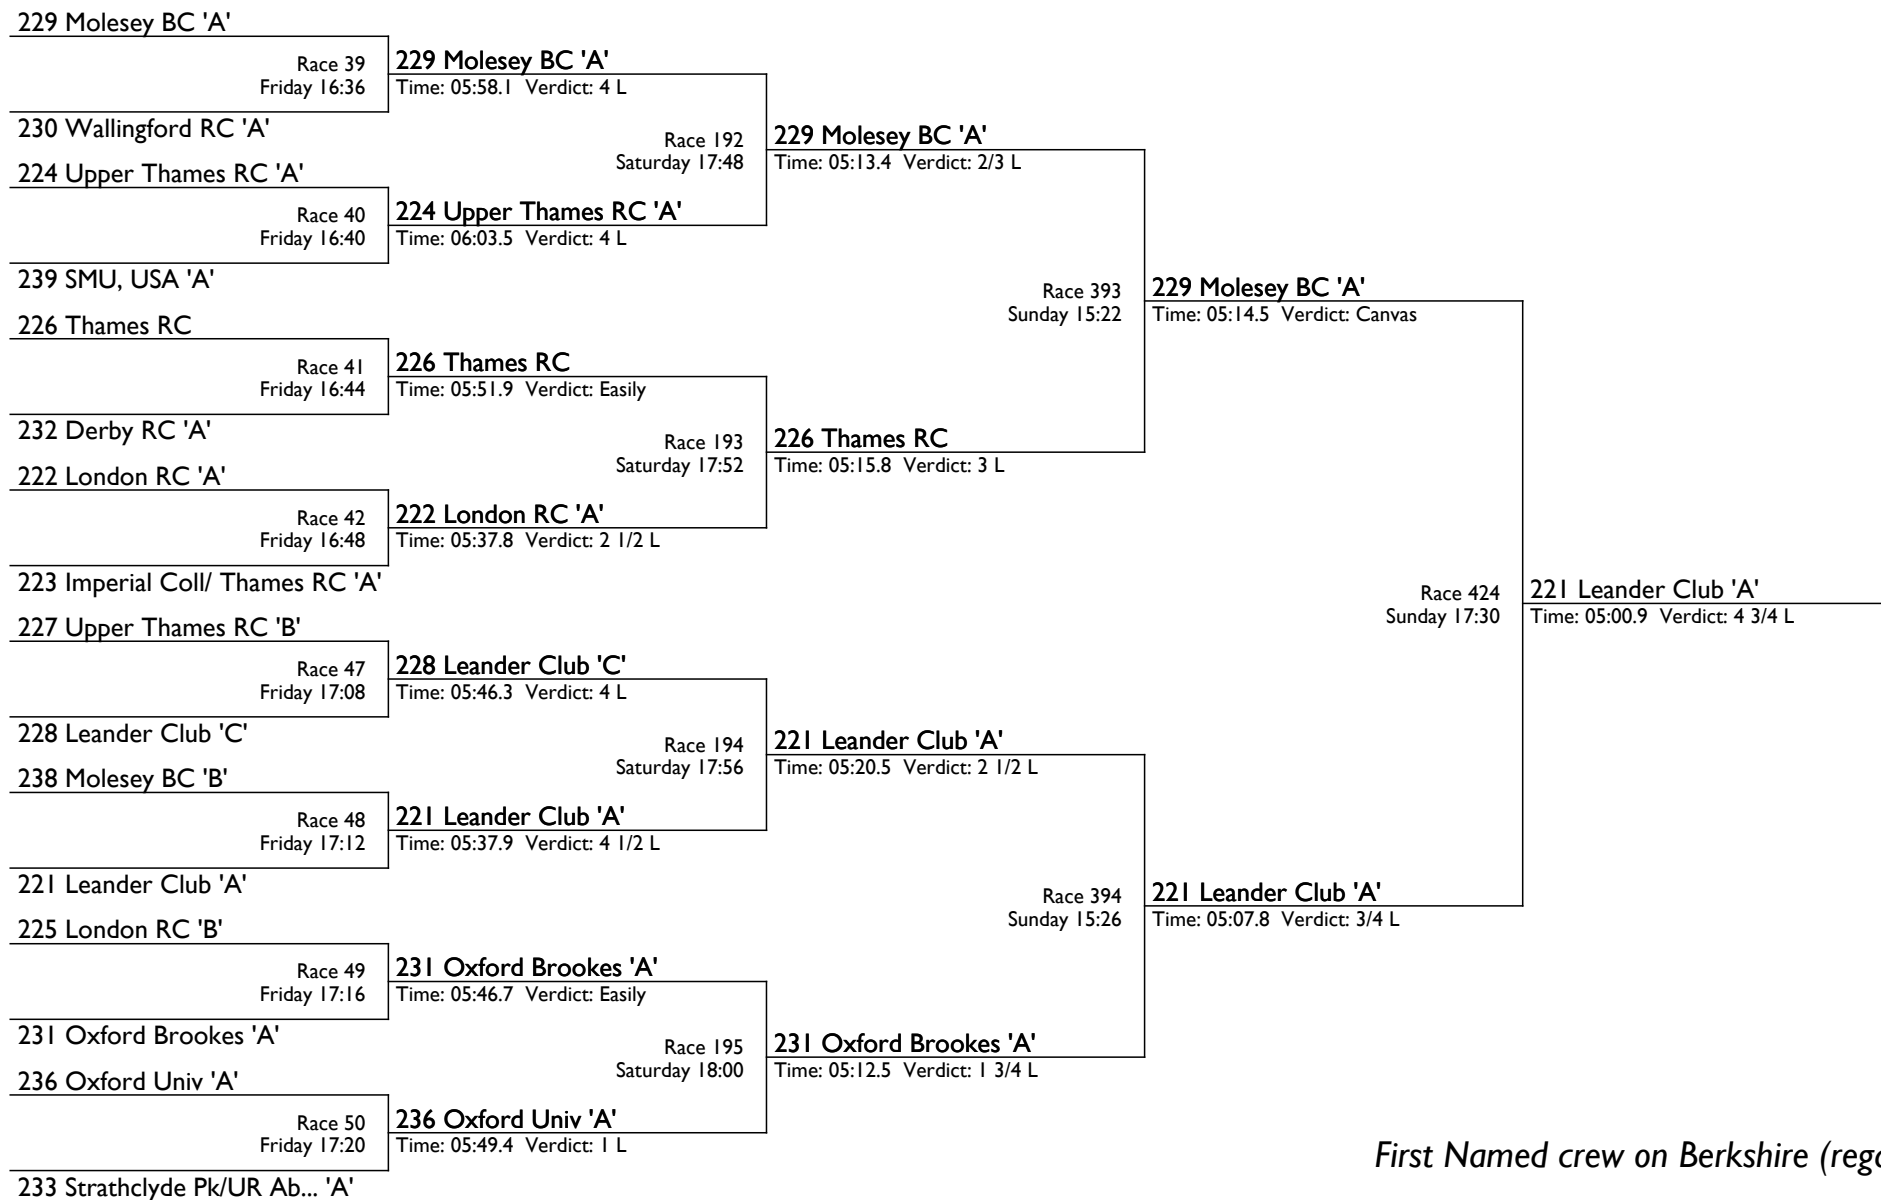 229 Molesey BC 'A'
Race 39
Friday 16:36
230 Wallingford RC 'A'
224 Upper Thames RC 'A'
Race 40
Friday 16:40
239 SMU, USA 'A'
226 Thames RC
Race 41
Friday 16:44
232 Derby RC 'A'
222 London RC 'A'
Race 42
Friday 16:48
223 Imperial Coll/ Thames RC 'A'
227 Upper Thames RC 'B'
Race 47
Friday 17:08
228 Leander Club 'C'
238 Molesey BC 'B'
Race 48
Friday 17:12
221 Leander Club 'A'
225 London RC 'B'
Race 49
Friday 17:16
231 Oxford Brookes 'A'
236 Oxford Univ 'A'
Race 50
Friday 17:20
233 Strathclyde Pk/UR Ab... 'A'
229 Molesey BC 'A'
Time: 05:58.1 Verdict: 4 L
Race 192
Saturday 17:48
224 Upper Thames RC 'A'
Time: 06:03.5 Verdict: 4 L
226 Thames RC
Time: 05:51.9 Verdict: Easily
Race 193
Saturday 17:52
222 London RC 'A'
Time: 05:37.8 Verdict: 2 1/2 L
228 Leander Club 'C'
Time: 05:46.3 Verdict: 4 L
Race 194
Saturday 17:56
221 Leander Club 'A'
Time: 05:37.9 Verdict: 4 1/2 L
231 Oxford Brookes 'A'
Time: 05:46.7 Verdict: Easily
Race 195
Saturday 18:00
236 Oxford Univ 'A'
Time: 05:49.4 Verdict: 1 L
229 Molesey BC 'A'
Time: 05:13.4 Verdict: 2/3 L
Race 393
Sunday 15:22
226 Thames RC
Time: 05:15.8 Verdict: 3 L
221 Leander Club 'A'
Time: 05:20.5 Verdict: 2 1/2 L
Race 394
Sunday 15:26
231 Oxford Brookes 'A'
Time: 05:12.5 Verdict: 1 3/4 L
229 Molesey BC 'A'
Time: 05:14.5 Verdict: Canvas
Race 424
Sunday 17:30
221 Leander Club 'A'
Time: 05:07.8 Verdict: 3/4 L
221 Leander Club 'A'
Time: 05:00.9 Verdict: 4 3/4 L
First Named crew on Berkshire